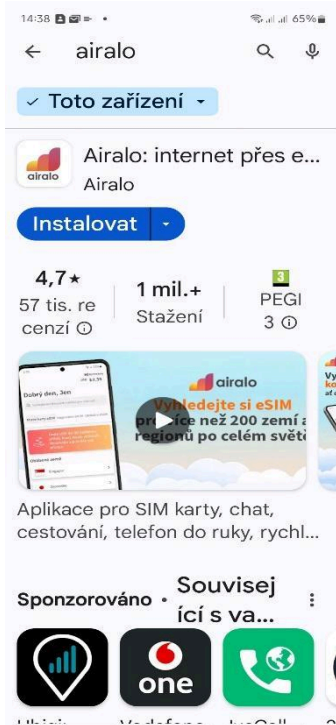 14:38
65%
airalo
Toto zařízení
Airalo: internet přes e...
airalo
Airalo
Instalovat
4,7★
57 tis. re
cenzí
1 mil.+
Stažení
3
PEGI
3
Dobrý den, Jen
airalo
Vyhledejte si eSIM
pro více než 200 zemí a
regionů po celém světě
Aplikace pro SIM karty, chat,
cestování, telefon do ruky, rychl...
Sponzorováno •
Souvisej
ící s va...
one